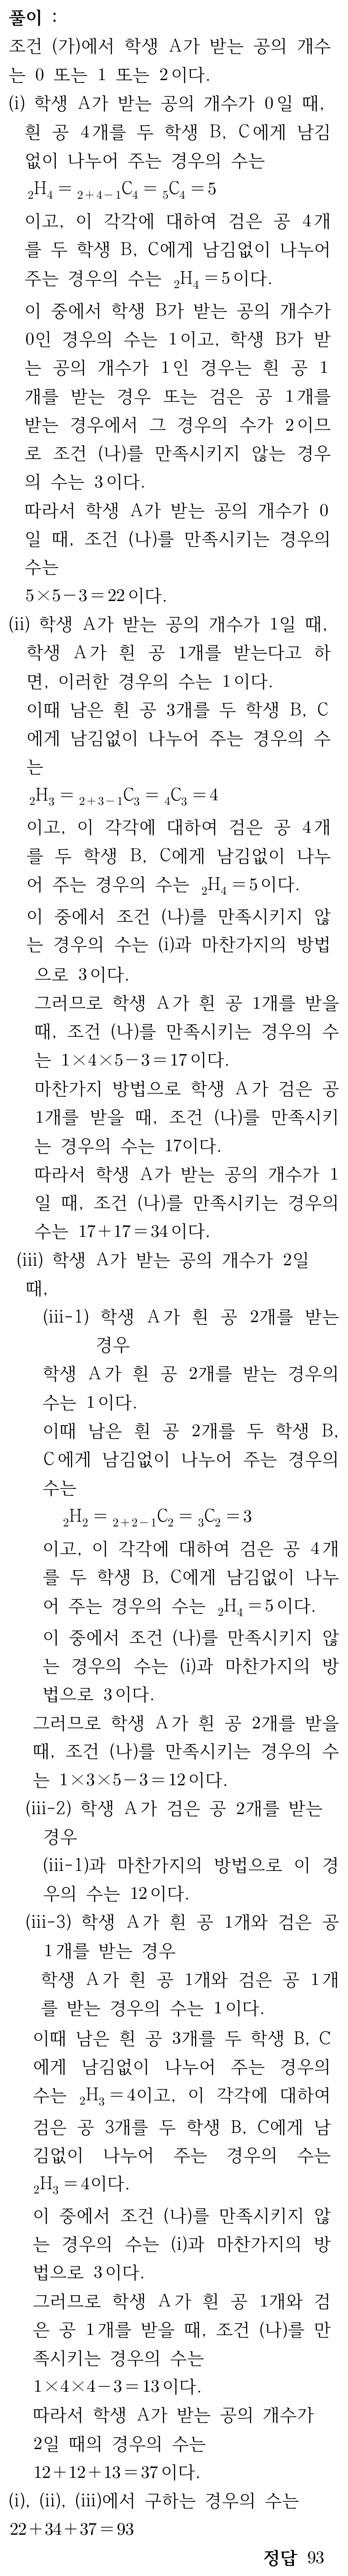 풀이 :
조건 (가)에서 학생 A가 받는 공의 개수
는 0 또는 1 또는 2이다.
(i) 학생 A가 받는 공의 개수가 0일 때,
흰 공 4개를 두 학생 B, C에게 남김
없이 나누어 주는 경우의 수는
₂H₄ = ₂₊₄₋₁C₄ = ₅C₄ = 5
이고, 이 각각에 대하여 검은 공 4개
를 두 학생 B, C에게 남김없이 나누어
주는 경우의 수는 ₂H₄ = 5이다.
이 중에서 학생 B가 받는 공의 개수가
0인 경우의 수는 1이고, 학생 B가 받
는 공의 개수가 1인 경우는 흰 공 1
개를 받는 경우 또는 검은 공 1개를
받는 경우에서 그 경우의 수가 2이므
로 조건 (나)를 만족시키지 않는 경우
의 수는 3이다.
따라서 학생 A가 받는 공의 개수가 0
일 때, 조건 (나)를 만족시키는 경우의
수는
5×5-3=22이다.
(ii) 학생 A가 받는 공의 개수가 1일 때,
학생 A가 흰 공 1개를 받는다고 하
면, 이러한 경우의 수는 1이다.
이때 남은 흰 공 3개를 두 학생 B, C
에게 남김없이 나누어 주는 경우의 수
는
₂H₃ = ₂₊₃₋₁C₃ = ₄C₃ = 4
이고, 이 각각에 대하여 검은 공 4개
를 두 학생 B, C에게 남김없이 나누
어 주는 경우의 수는 ₂H₄ = 5이다.
이 중에서 조건 (나)를 만족시키지 않
는 경우의 수는 (i)과 마찬가지의 방법
으로 3이다.
그러므로 학생 A가 흰 공 1개를 받을
때, 조건 (나)를 만족시키는 경우의 수
는 1×4×5-3=17이다.
마찬가지 방법으로 학생 A가 검은 공
1개를 받을 때, 조건 (나)를 만족시키
는 경우의 수는 17이다.
따라서 학생 A가 받는 공의 개수가 1
일 때, 조건 (나)를 만족시키는 경우의
수는 17+17=34이다.
(iii) 학생 A가 받는 공의 개수가 2일
때,
(iii-1) 학생 A가 흰 공 2개를 받는
경우
학생 A가 흰 공 2개를 받는 경우의
수는 1이다.
이때 남은 흰 공 2개를 두 학생 B,
C에게 남김없이 나누어 주는 경우의
수는
₂H₂ = ₂₊₂₋₁C₂ = ₃C₂ = 3
이고, 이 각각에 대하여 검은 공 4개
를 두 학생 B, C에게 남김없이 나누
어 주는 경우의 수는 ₂H₄ = 5이다.
이 중에서 조건 (나)를 만족시키지 않
는 경우의 수는 (i)과 마찬가지의 방
법으로 3이다.
그러므로 학생 A가 흰 공 2개를 받을
때, 조건 (나)를 만족시키는 경우의 수
는 1×3×5-3=12이다.
(iii-2) 학생 A가 검은 공 2개를 받는
경우
(iii-1)과 마찬가지의 방법으로 이 경
우의 수는 12이다.
(iii-3) 학생 A가 흰 공 1개와 검은 공
1개를 받는 경우
학생 A가 흰 공 1개와 검은 공 1개
를 받는 경우의 수는 1이다.
이때 남은 흰 공 3개를 두 학생 B, C
에게 남김없이 나누어 주는 경우의
수는 ₂H₃ = 4이고, 이 각각에 대하여
검은 공 3개를 두 학생 B, C에게 남
김없이 나누어 주는 경우의 수는
₂H₃ = 4이다.
이 중에서 조건 (나)를 만족시키지 않
는 경우의 수는 (i)과 마찬가지의 방
법으로 3이다.
그러므로 학생 A가 흰 공 1개와 검
은 공 1개를 받을 때, 조건 (나)를 만
족시키는 경우의 수는
1×4×4-3=13이다.
따라서 학생 A가 받는 공의 개수가
2일 때의 경우의 수는
12+12+13=37이다.
(i), (ii), (iii)에서 구하는 경우의 수는
22+34+37=93
정답 93